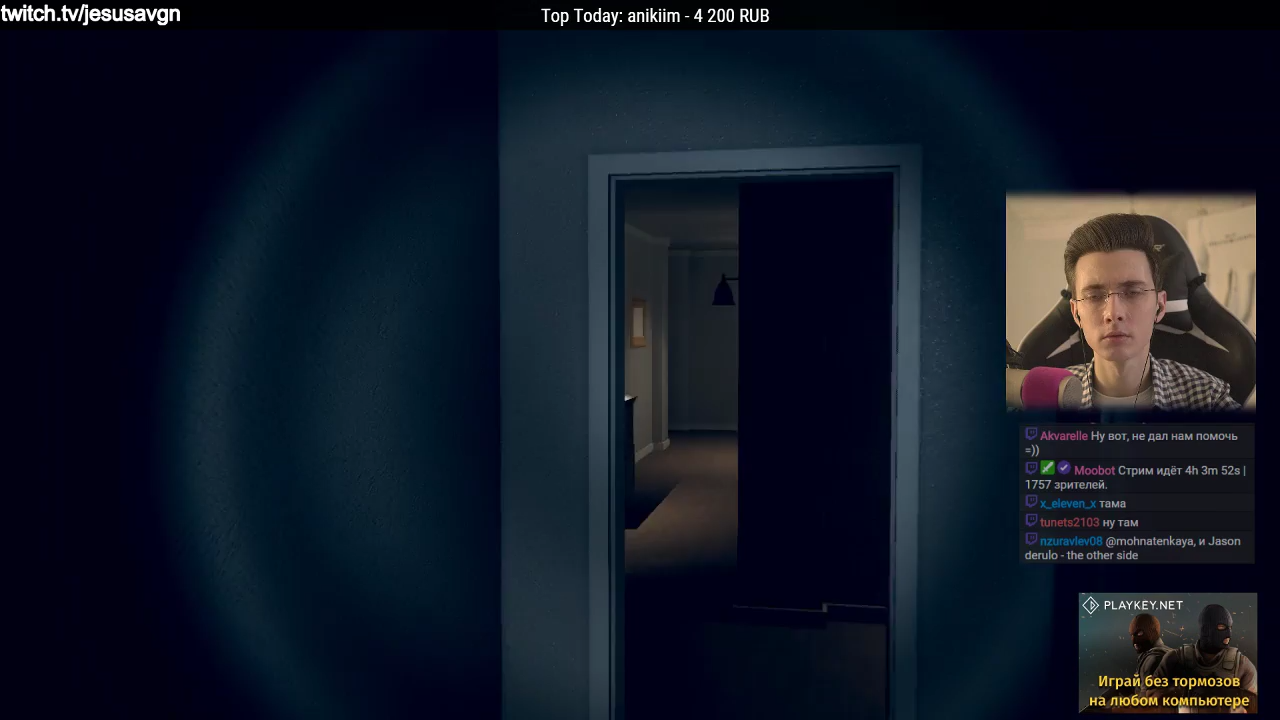 twitch.tv/jesusavgn
Top Today: anikiim - 4 200 RUB
Akvarelle Ну вот, не дал нам помочь
=))
Moobot Стрим идёт 4h 3m 52s |
1757 зрителей.
x_eleven_x тама
tunets2103 ну там
nzuravlev08 @mohnatenkaya, и Jason
derulo - the other side
PLAYKEY.NET
Играй без тормозов
на любом компьютере